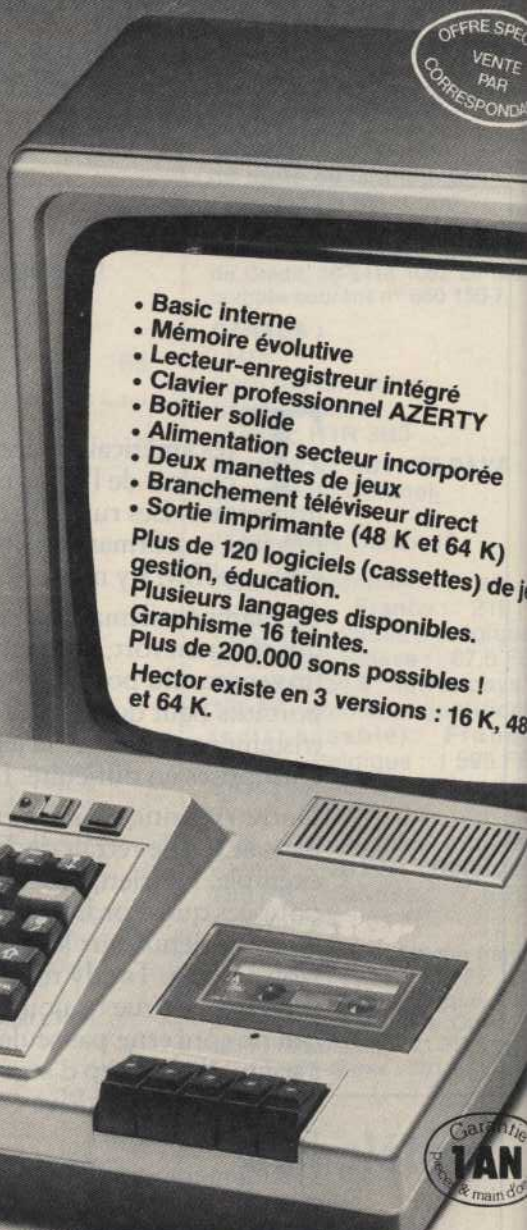 OFFRE
VENTE
PAR
• Basic interne
• Mémoire évolutive
• Lecteur-enregistreur intégré
• Clavier professionnel AZERTY
• Boîtier solide
• Alimentation secteur incorporée
• Deux manettes de jeux
• Branchement téléviseur direct
• Sortie imprimante (48 K et 64 K)
Plus de 120 logiciels (cassettes) de
gestion, éducation.
Plusieurs langages disponibles.
Graphisme 16 teintes.
Plus de 200.000 sons possibles !
Hector existe en 3 versions : 16 K, 48
et 64 K.
Garantie
1 AN
& main